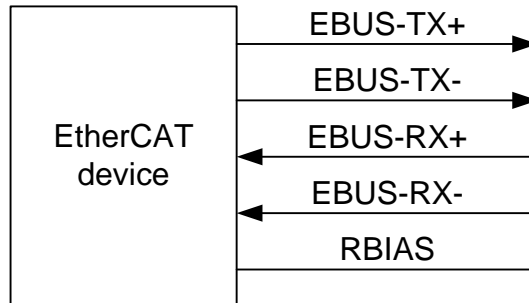 EtherCAT
device
EBUS-TX+
EBUS-TX-
EBUS-RX+
EBUS-RX-
RBIAS